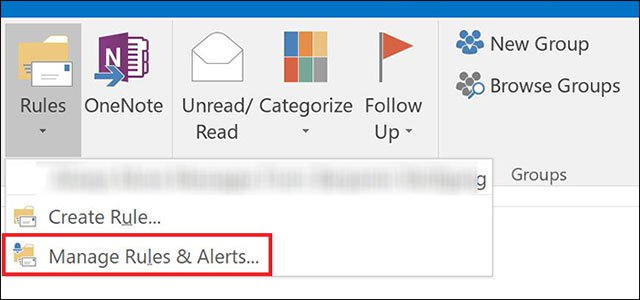 Rules
OneNote
Unread/
Read
Categorize
Follow
Up
New Group
Browse Groups
Groups
Create Rule...
Manage Rules & Alerts...